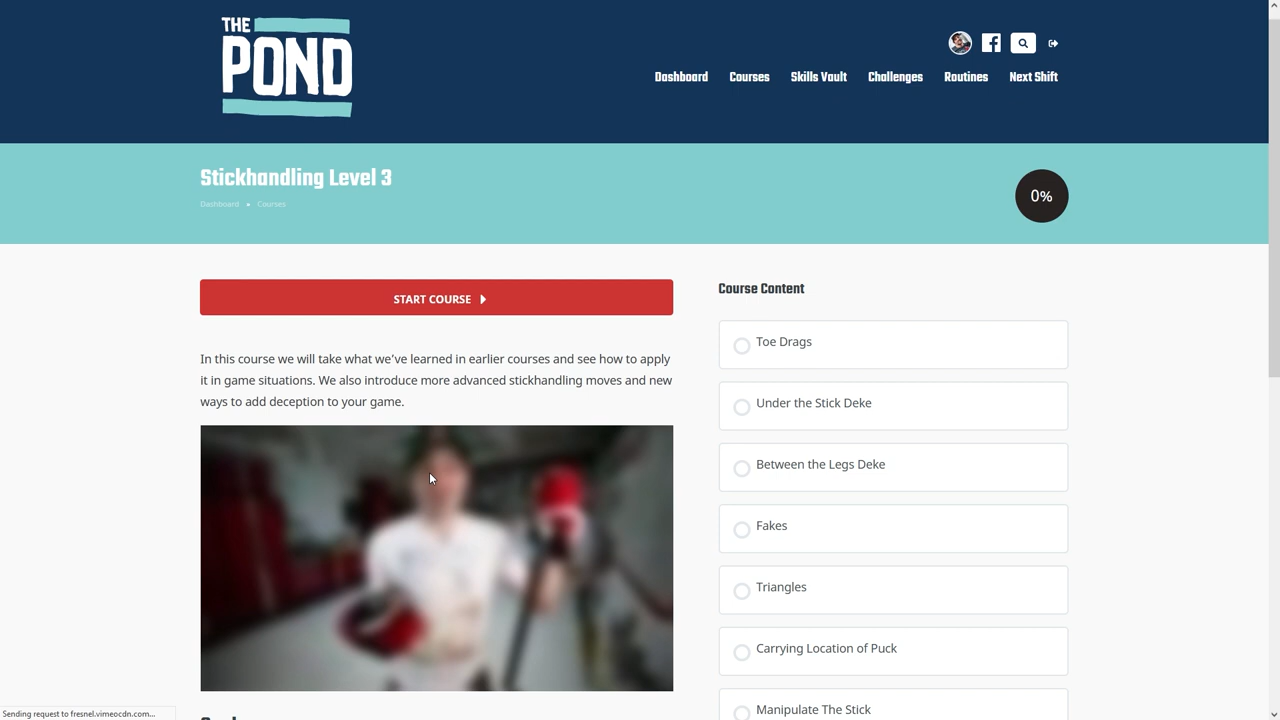 THE
POND
Dashboard Courses Skills Vault Challenges Routines Next Shift
Stickhandling Level 3
Dashboard Courses
0%
START COURSE
In this course we will take what we've learned in earlier courses and see how to apply
it in game situations. We also introduce more advanced stickhandling moves and new
ways to add deception to your game.
Course Content
Toe Drags
Under the Stick Deke
Between the Legs Deke
Fakes
Triangles
Carrying Location of Puck
Manipulate The Stick
Sending request to fresnel.vimeocdn.com...